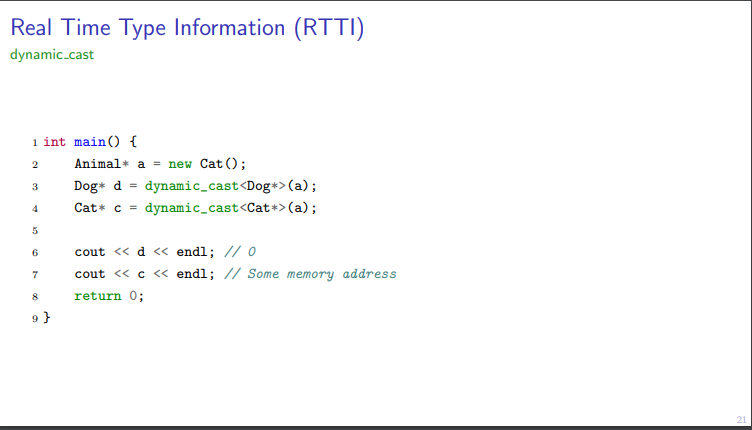 Real Time Type Information (RTTI)
dynamic_cast
1 int main() {
2     Animal* a = new Cat();
3     Dog* d = dynamic_cast<Dog*>(a);
4     Cat* c = dynamic_cast<Cat*>(a);
5
6     cout << d << endl; // 0
7     cout << c << endl; // Some memory address
8     return 0;
9 }
21